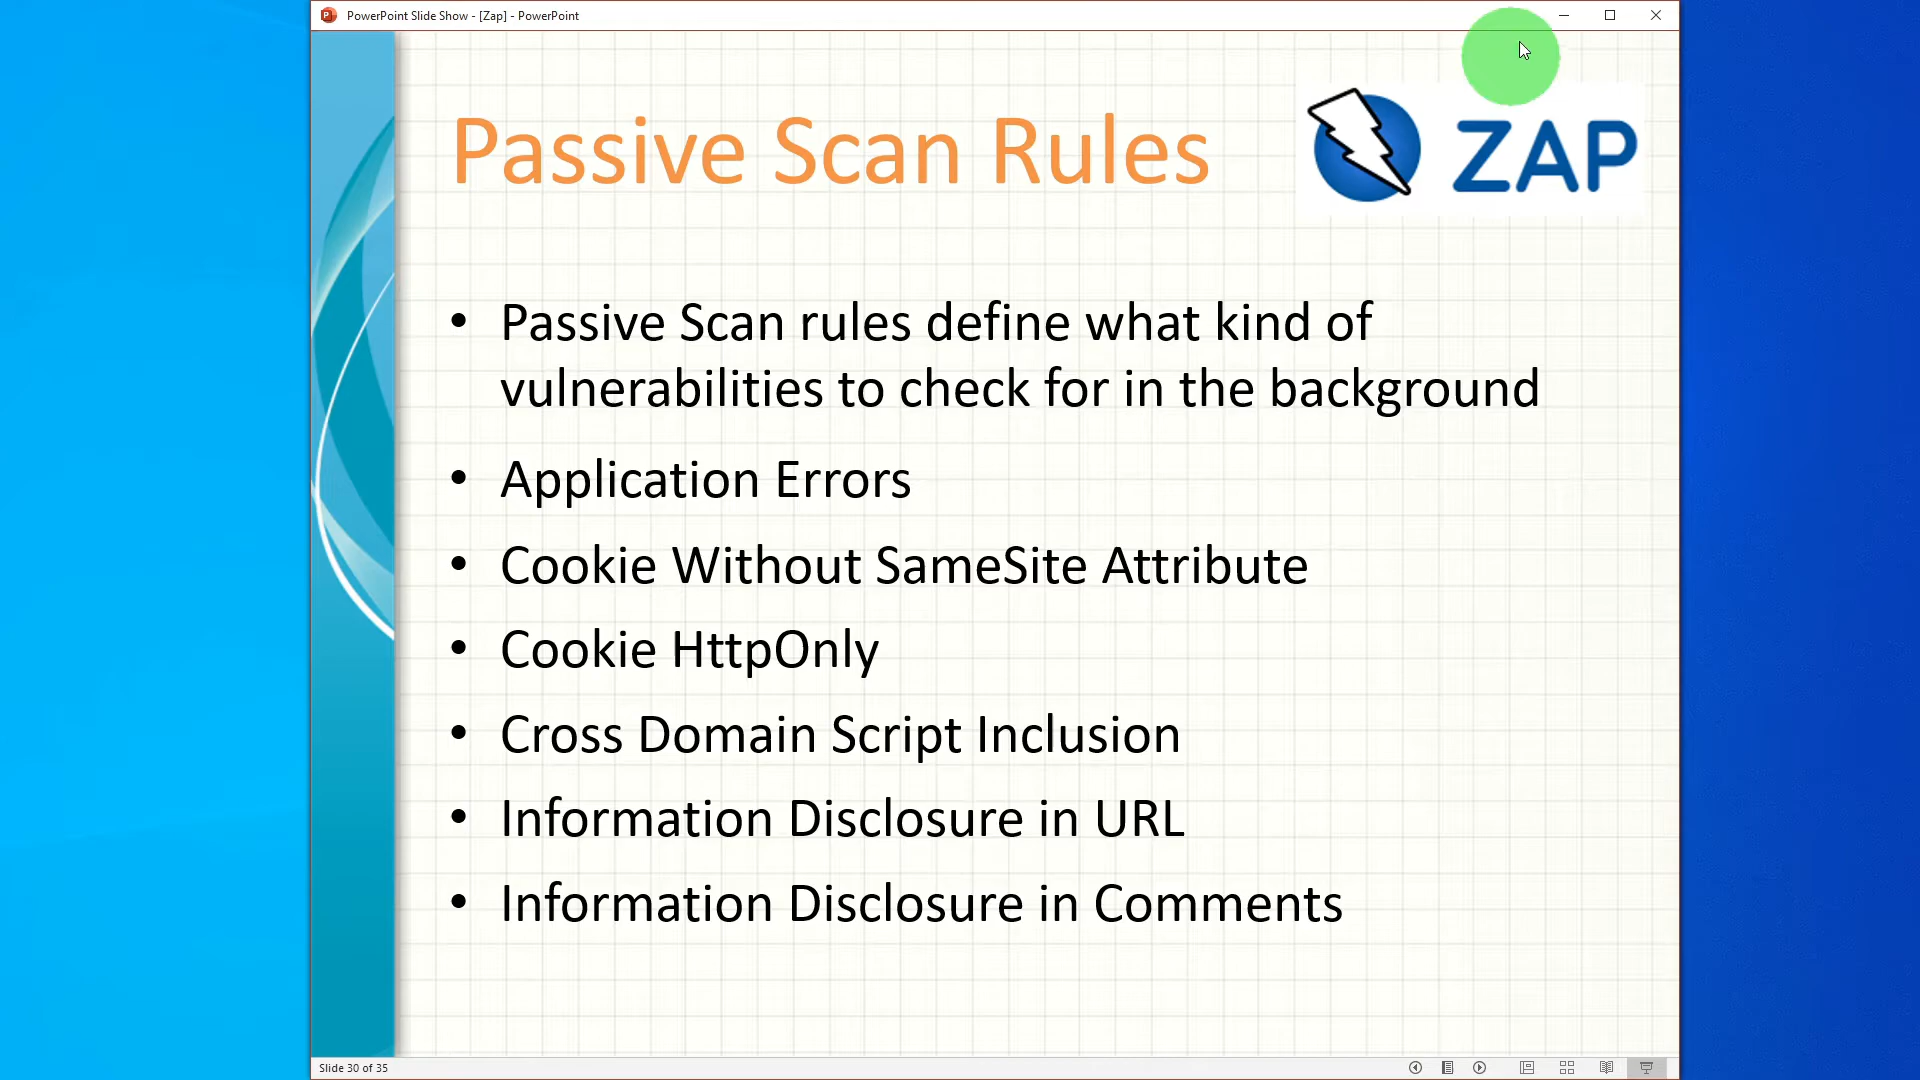 PowerPoint Slide Show - [Zap] - PowerPoint
Passive Scan Rules
ZAP
• Passive Scan rules define what kind of
vulnerabilities to check for in the background
• Application Errors
• Cookie Without SameSite Attribute
• Cookie HttpOnly
• Cross Domain Script Inclusion
• Information Disclosure in URL
• Information Disclosure in Comments
Slide 30 of 35